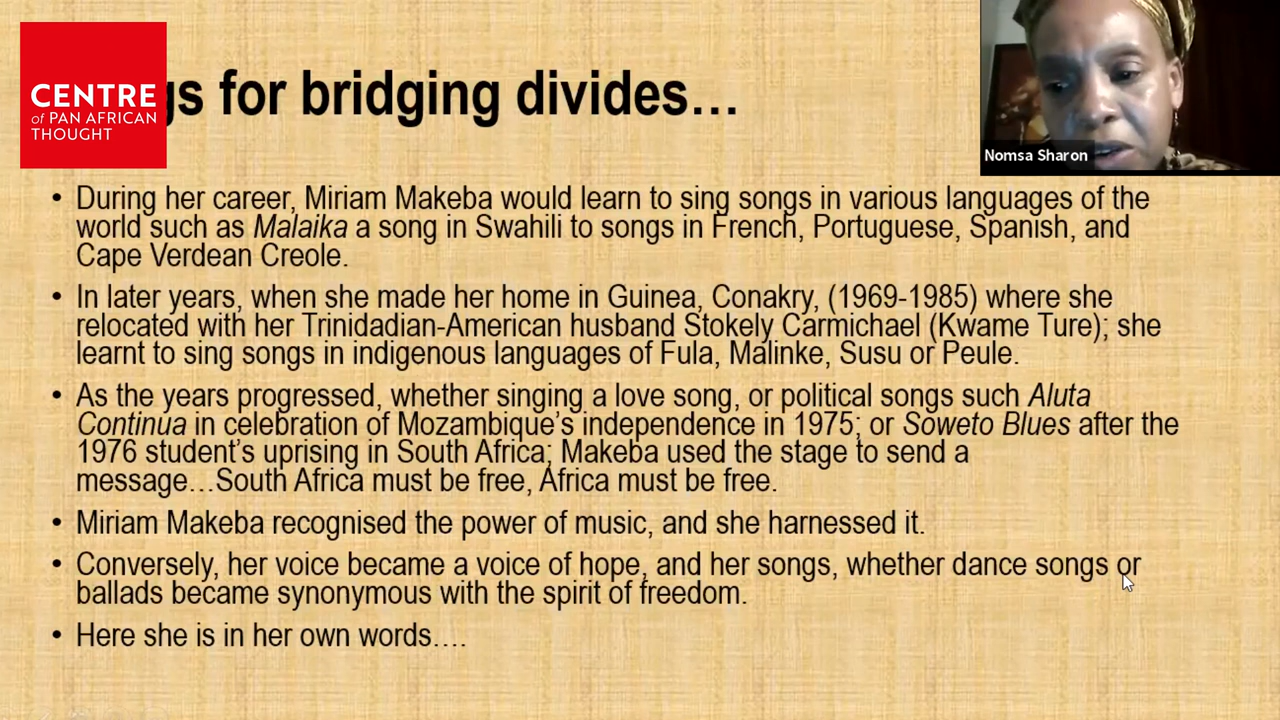 CENTRE
of PAN AFRICAN
THOUGHT
gs for bridging divides…
Nomsa Sharon
• During her career, Miriam Makeba would learn to sing songs in various languages of the
world such as Malaika a song in Swahili to songs in French, Portuguese, Spanish, and
Cape Verdean Creole.
• In later years, when she made her home in Guinea, Conakry, (1969-1985) where she
relocated with her Trinidadian-American husband Stokely Carmichael (Kwame Ture); she
learnt to sing songs in indigenous languages of Fula, Malinke, Susu or Peule.
• As the years progressed, whether singing a love song, or political songs such Aluta
Continua in celebration of Mozambique’s independence in 1975; or Soweto Blues after the
1976 student’s uprising in South Africa; Makeba used the stage to send a
message…South Africa must be free, Africa must be free.
• Miriam Makeba recognised the power of music, and she harnessed it.
• Conversely, her voice became a voice of hope, and her songs, whether dance songs or
ballads became synonymous with the spirit of freedom.
• Here she is in her own words….